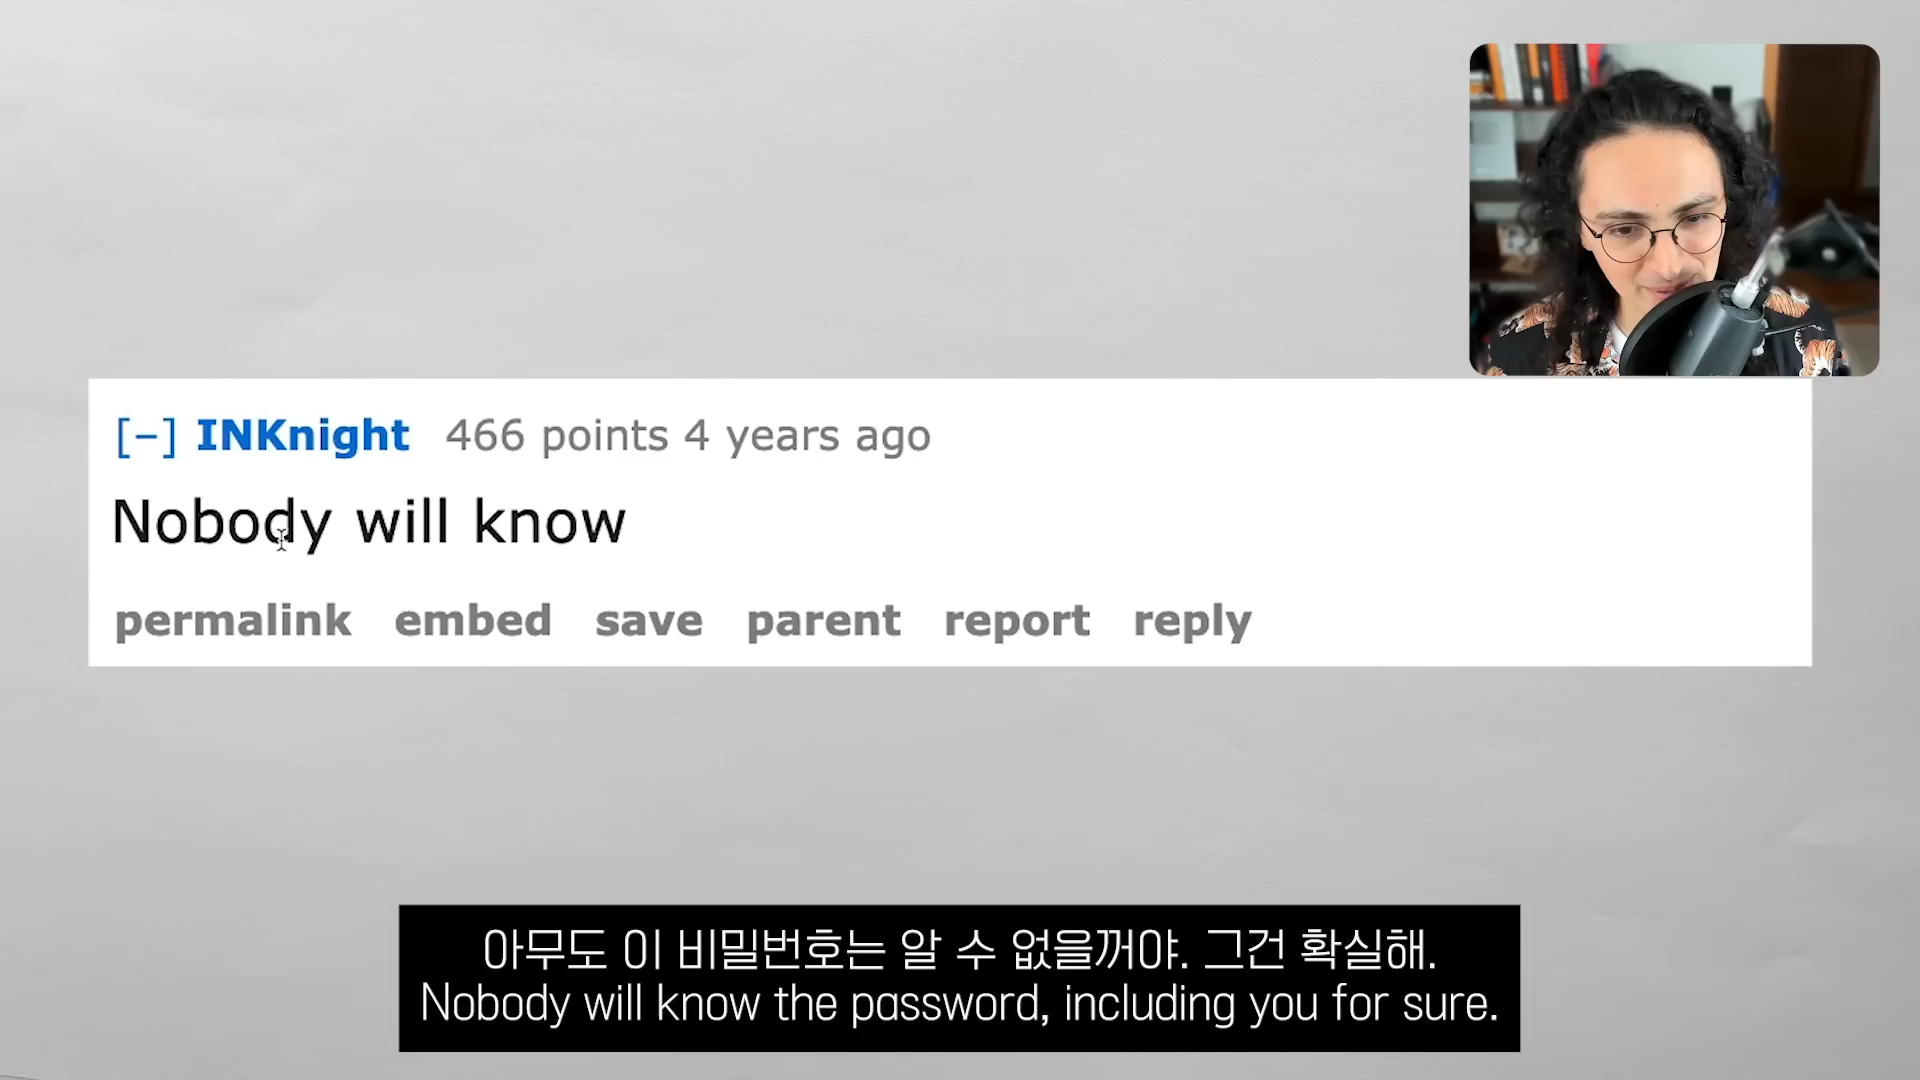 [–] INKnight 466 points 4 years ago
Nobody will know
permalink embed save parent report reply
아무도 이 비밀번호는 알 수 없을꺼야. 그건 확실해.
Nobody will know the password, including you for sure.